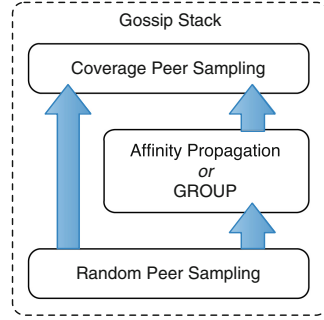 Gossip Stack
Coverage Peer Sampling
Affinity Propagation
or
GROUP
Random Peer Sampling